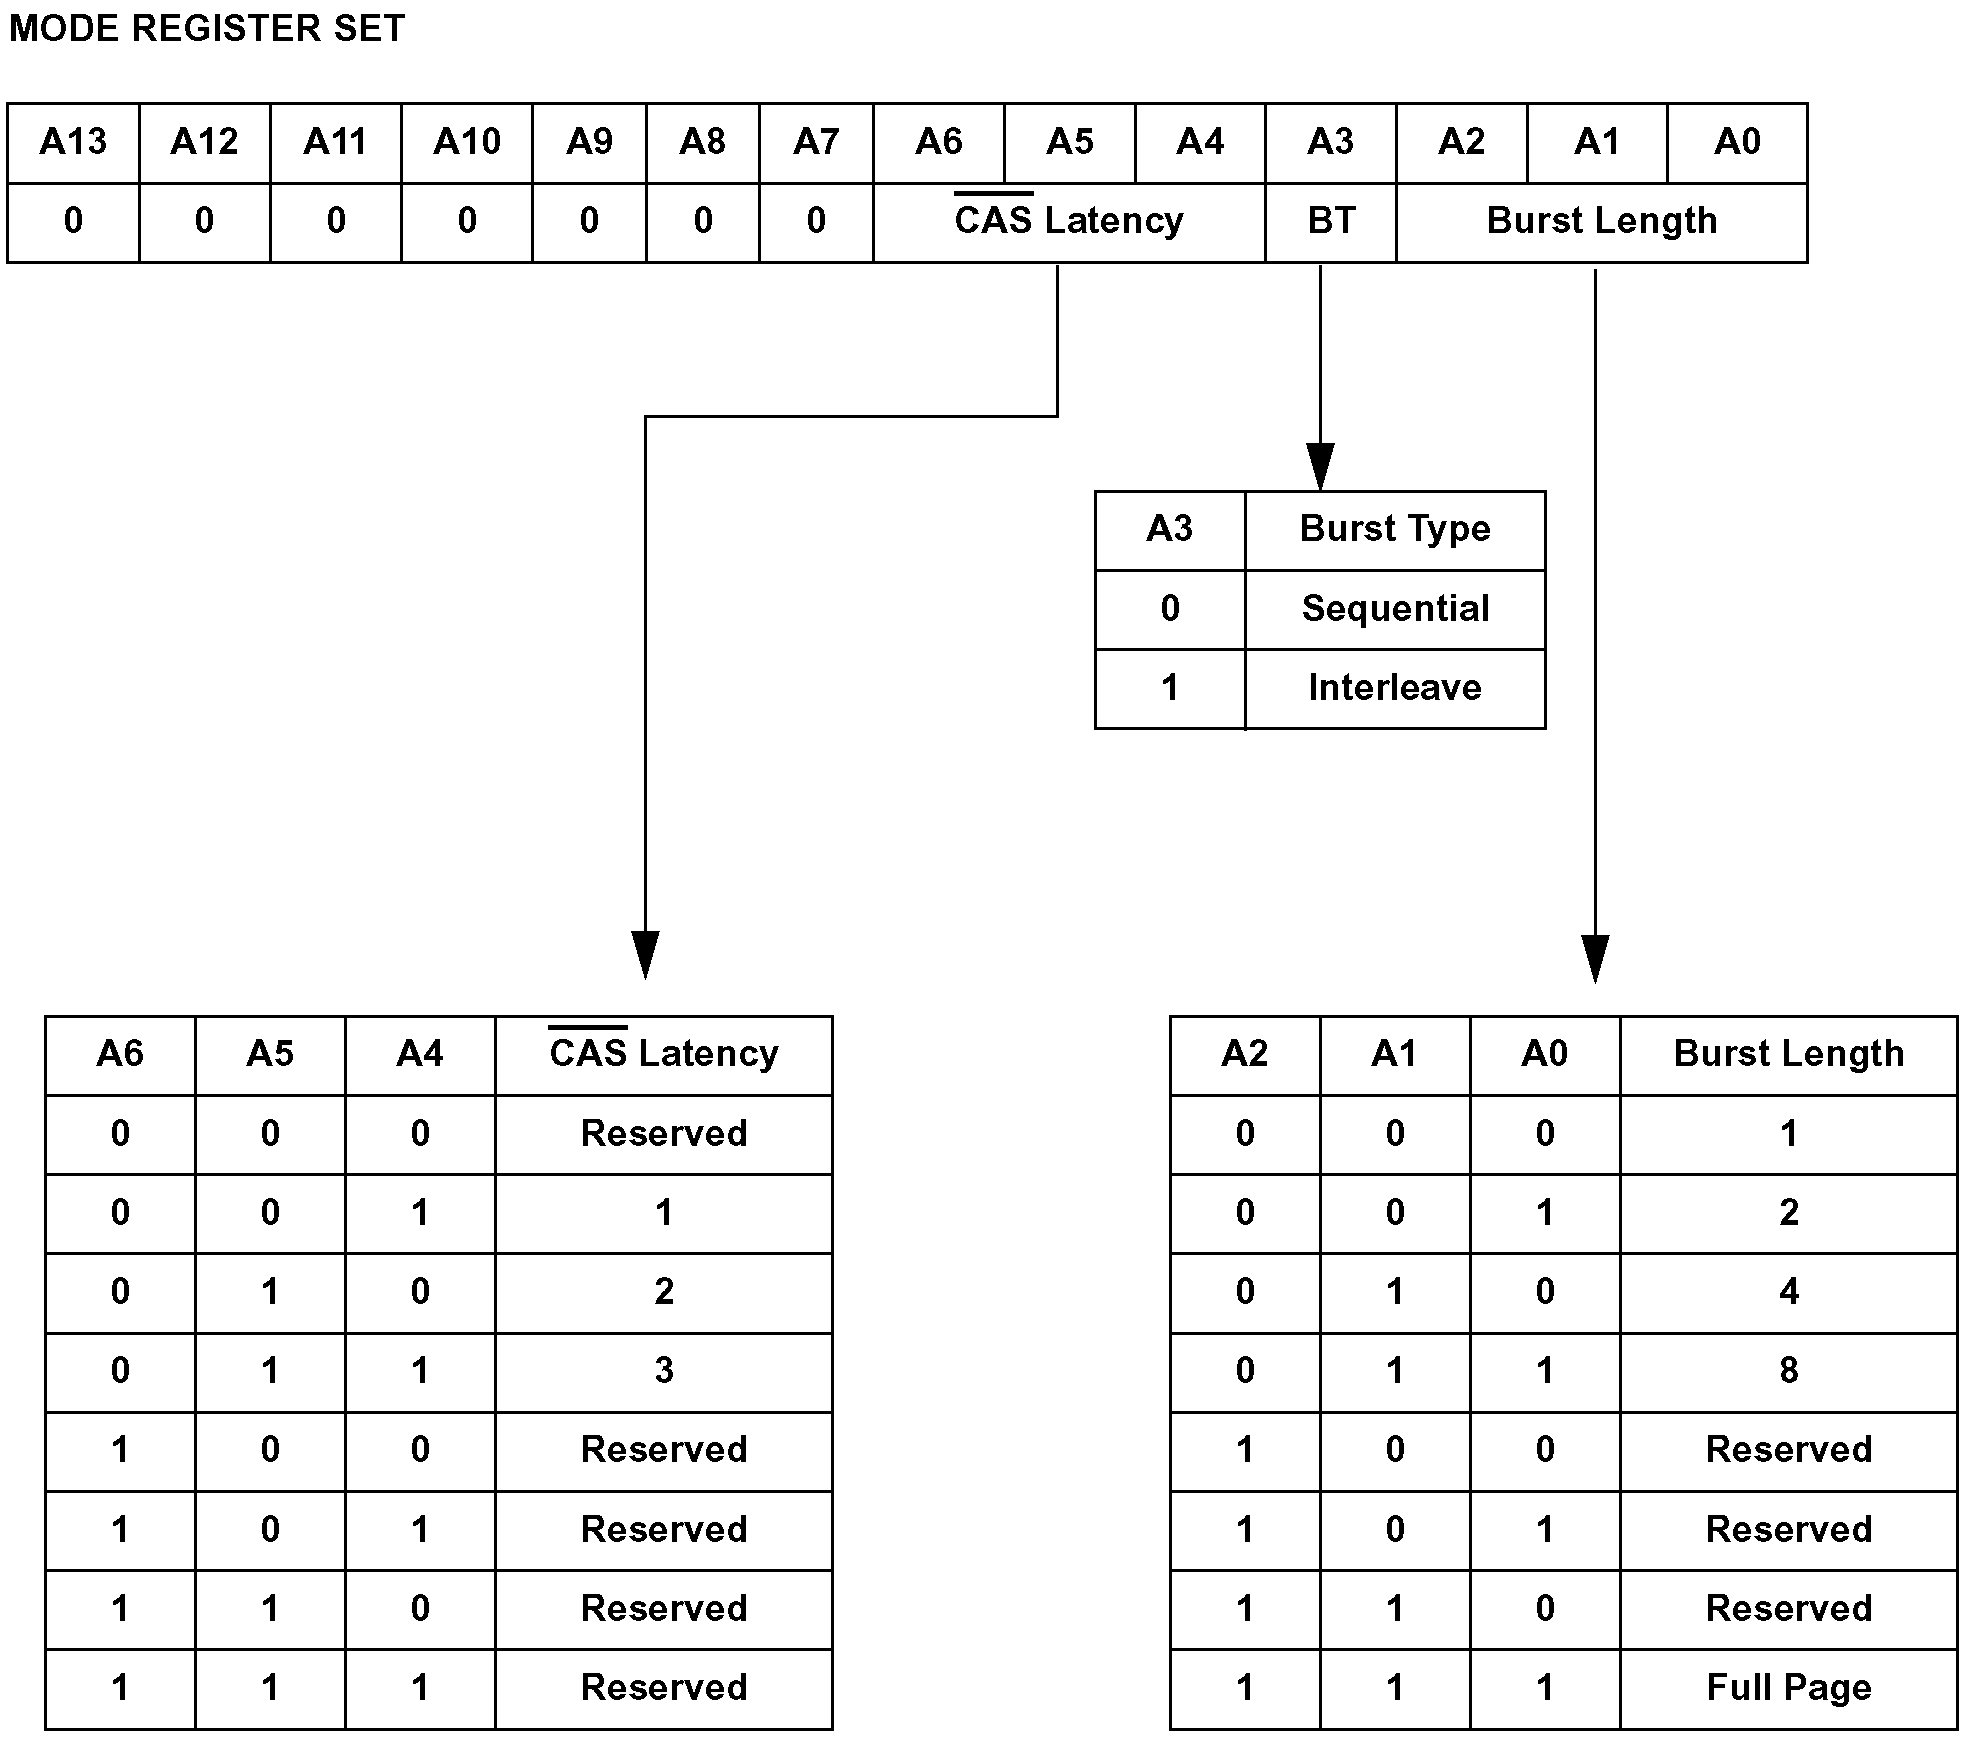 MODE REGISTER SET
A13 A12 A11 A10 A9 A8 A7 A6 A5 A4 A3 A2 A1 A0
0 0 0 0 0 0 0 CAS Latency BT Burst Length
A3 Burst Type
0 Sequential
1 Interleave
A6 A5 A4 CAS Latency
0 0 0 Reserved
0 0 1 1
0 1 0 2
0 1 1 3
1 0 0 Reserved
1 0 1 Reserved
1 1 0 Reserved
1 1 1 Reserved
A2 A1 A0 Burst Length
0 0 0 1
0 0 1 2
0 1 0 4
0 1 1 8
1 0 0 Reserved
1 0 1 Reserved
1 1 0 Reserved
1 1 1 Full Page